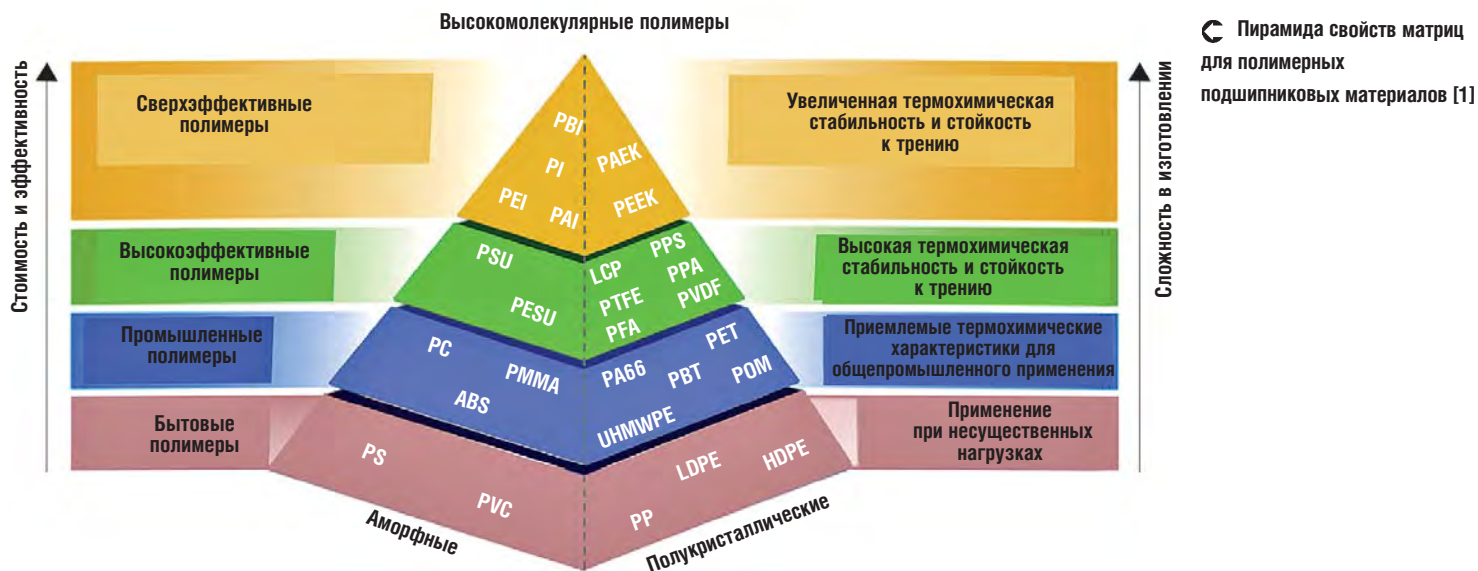 Высокомолекулярные полимеры
Пирамида свойств матриц
для полимерных
подшипниковых материалов [1]
Стоимость и эффективность
Сложность в изготовлении
Сверхэффективные
полимеры
PBI
PI
PAEK
PEI
PAI
PEEK
Увеличенная термохимическая
стабильность и стойкость
к трению
Высокоэффективные
полимеры
PSU
PESU
LCP
PPS
PPA
PTFE
PVDF
PFA
Высокая термохимическая
стабильность и стойкость
к трению
Промышленные
полимеры
PC
PMMA
ABS
PA66
PET
PBT
POM
UHMWPE
Приемлемые термохимические
характеристики для
общепромышленного применения
Бытовые
полимеры
PS
PVC
LDPE
HDPE
PP
Применение
при несущественных
нагрузках
Аморфные
Полукристаллические